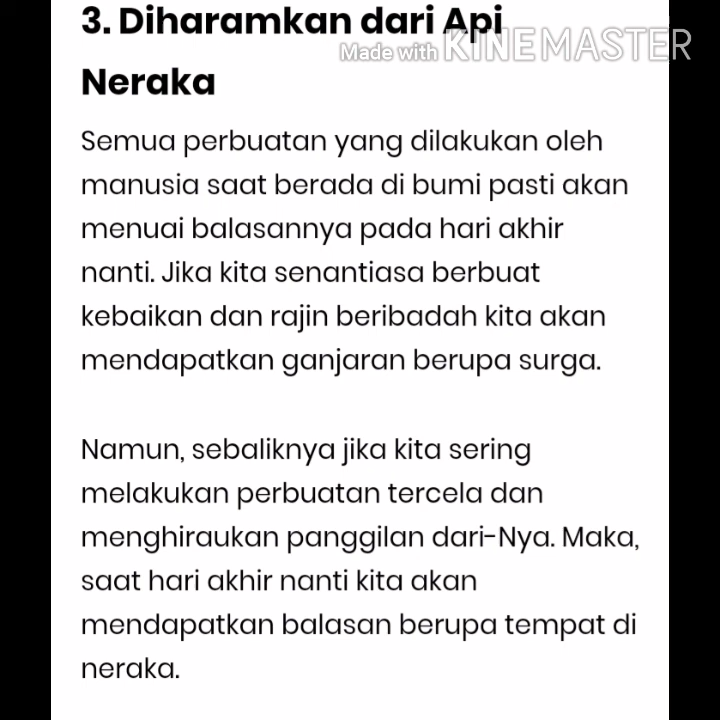 3. Diharamkan dari Api
Made with KINEMASTER
Neraka
Semua perbuatan yang dilakukan oleh
manusia saat berada di bumi pasti akan
menuai balasannya pada hari akhir
nanti. Jika kita senantiasa berbuat
kebaikan dan rajin beribadah kita akan
mendapatkan ganjaran berupa surga.
Namun, sebaliknya jika kita sering
melakukan perbuatan tercela dan
menghiraukan panggilan dari-Nya. Maka,
saat hari akhir nanti kita akan
mendapatkan balasan berupa tempat di
neraka.